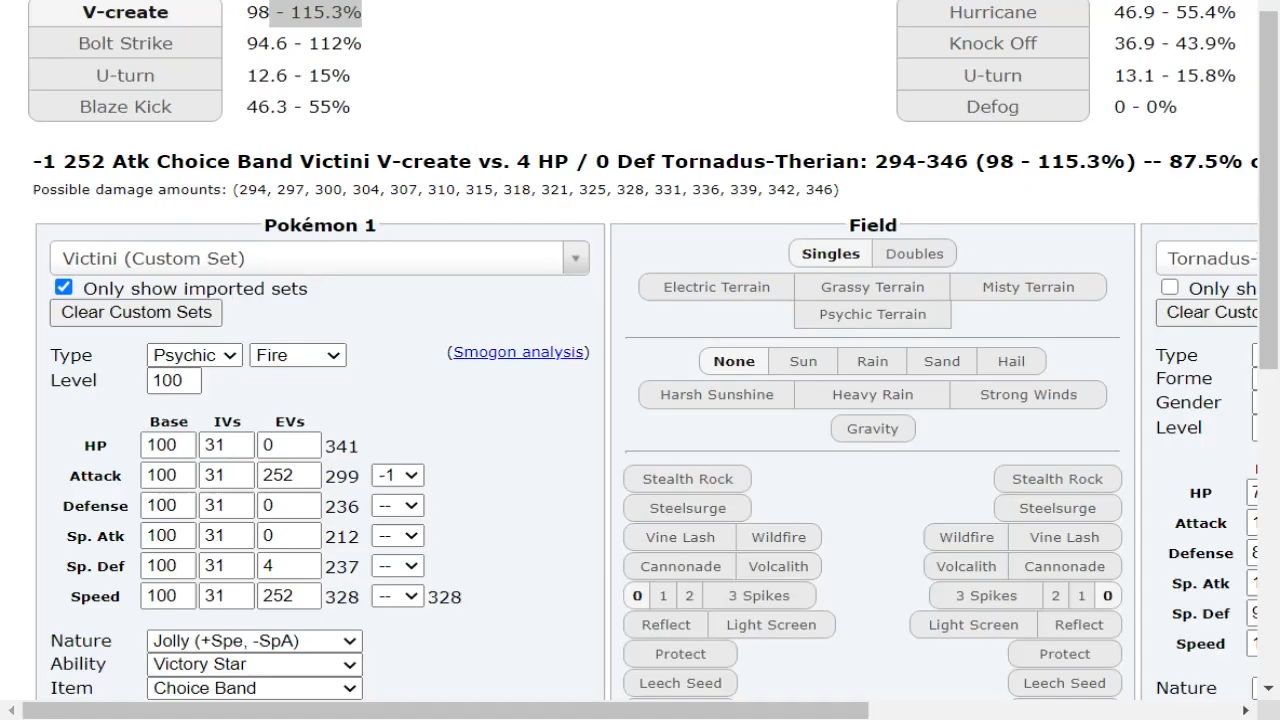 V-create 98 - 115.3% Hurricane 46.9 - 55.4%
Bolt Strike 94.6 - 112% Knock Off 36.9 - 43.9%
U-turn 12.6 - 15% U-turn 13.1 - 15.8%
Blaze Kick 46.3 - 55% Defog 0 - 0%
-1 252 Atk Choice Band Victini V-create vs. 4 HP / 0 Def Tornadus-Therian: 294-346 (98 - 115.3%) -- 87.5%
Possible damage amounts: (294, 297, 300, 304, 307, 310, 315, 318, 321, 325, 328, 331, 336, 339, 342, 346)
Pokémon 1
Victini (Custom Set)
Only show imported sets
Clear Custom Sets
Type Psychic Fire (Smogon analysis)
Level 100
Base IVs EVs
HP 100 31 0 341
Attack 100 31 252 299 -1
Defense 100 31 0 236 --
Sp. Atk 100 31 0 212 --
Sp. Def 100 31 4 237 --
Speed 100 31 252 328 -- 328
Nature Jolly (+Spe, -SpA)
Ability Victory Star
Item Choice Band
Field
Singles Doubles
Electric Terrain Grassy Terrain Misty Terrain
Psychic Terrain
None Sun Rain Sand Hail
Harsh Sunshine Heavy Rain Strong Winds
Gravity
Stealth Rock Stealth Rock
Steelsurge Steelsurge
Vine Lash Wildfire Wildfire Vine Lash
Cannonade Volcalith Volcalith Cannonade
0 1 2 3 Spikes 3 Spikes 2 1 0
Reflect Light Screen Light Screen Reflect
Protect Protect
Leech Seed Leech Seed
Tornadus-
Only sh
Clear Custo
Type
Forme
Gender
Level
HP
Attack
Defense
Sp. Atk
Sp. Def
Speed
Nature